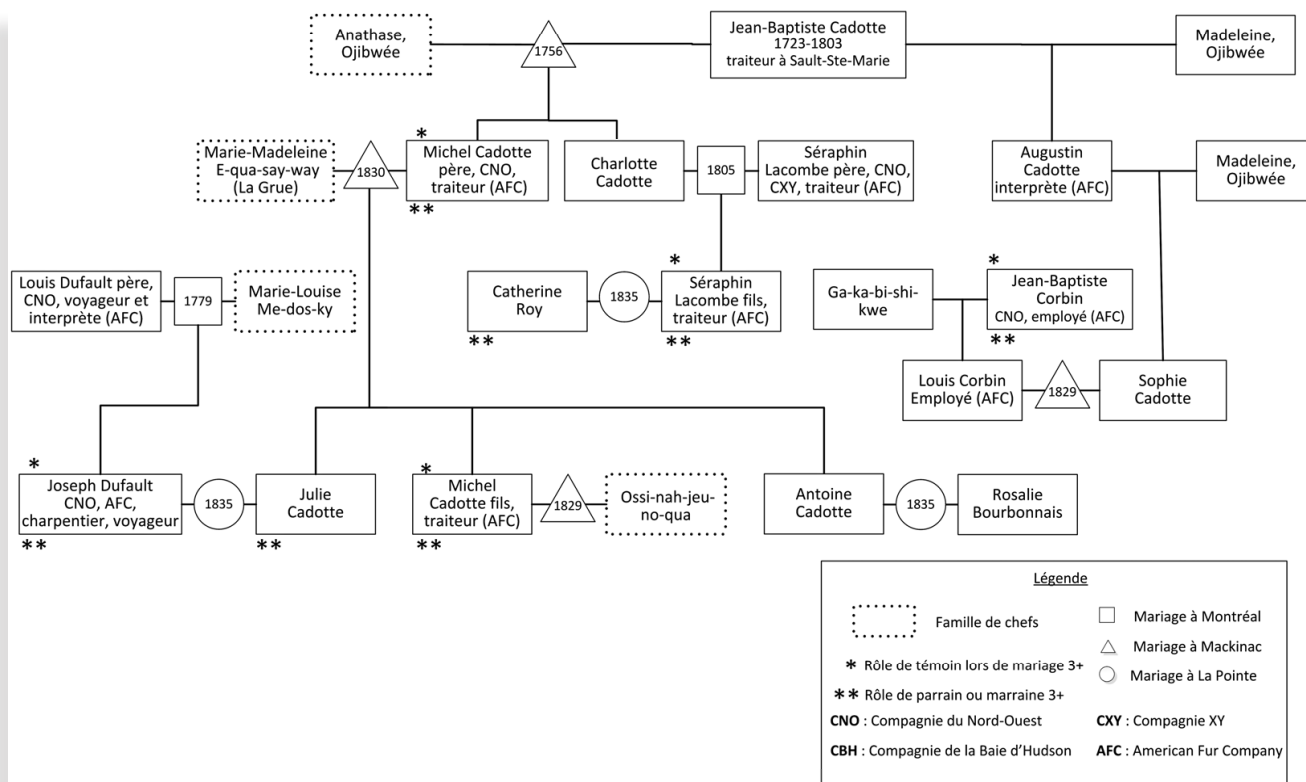 Anathase,
Ojibwée
1756
Jean-Baptiste Cadotte
1723-1803
traiteur à Sault-Ste-Marie
Madeleine,
Ojibwée
Marie-Madeleine
E-qua-say-way
(La Grue)
1830
*
Michel Cadotte
père, CNO,
traiteur (AFC)
**
Charlotte
Cadotte
1805
Séraphin
Lacombe père, CNO,
CXY, traiteur (AFC)
Augustin
Cadotte
interprète (AFC)
Madeleine,
Ojibwée
Louis Dufault père,
CNO, voyageur et
interprète (AFC)
1779
Marie-Louise
Me-dos-ky
Catherine
Roy
**
1835
*
Séraphin
Lacombe fils,
traiteur (AFC)
**
Ga-ka-bi-shi-
kwe
*
Jean-Baptiste
Corbin
CNO, employé (AFC)
**
Louis Corbin
Employé (AFC)
1829
Sophie
Cadotte
*
Joseph Dufault
CNO, AFC,
charpentier, voyageur
**
1835
Julie
Cadotte
**
*
Michel
Cadotte fils,
traiteur (AFC)
**
1829
Ossi-nah-jeu-
no-qua
Antoine
Cadotte
1835
Rosalie
Bourbonnais
Légende
Famille de chefs
* Rôle de témoin lors de mariage 3+
** Rôle de parrain ou marraine 3+
Mariage à Montréal
Mariage à Mackinac
Mariage à La Pointe
CNO : Compagnie du Nord-Ouest
CXY : Compagnie XY
CBH : Compagnie de la Baie d'Hudson
AFC : American Fur Company